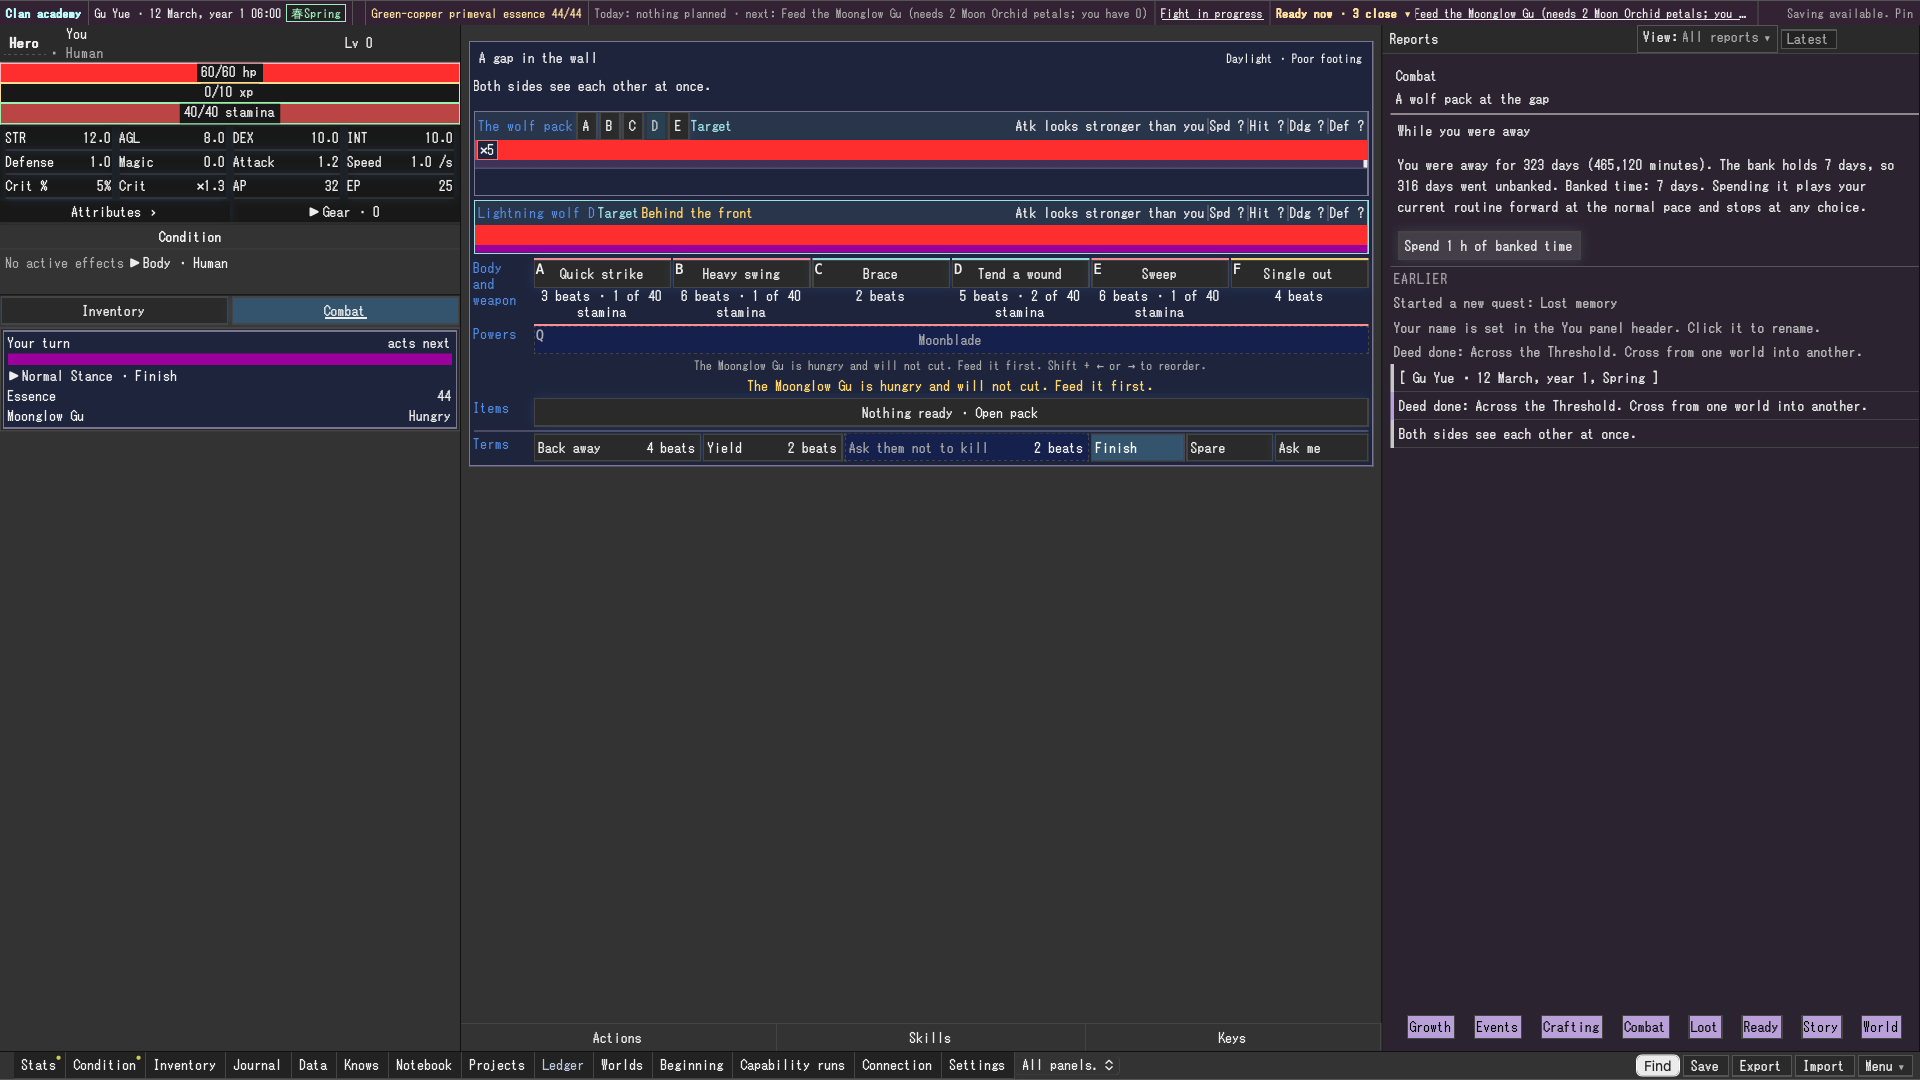 Clan academy
Gu Yue · 12 March, year 1 06:00 春Spring
Green-copper primeval essence 44/44
Today: nothing planned · next: Feed the Moonglow Gu (needs 2 Moon Orchid petals; you have 0)
Fight in progress
Ready now · 3 close ▾
Feed the Moonglow Gu (needs 2 Moon Orchid petals; you …
Saving available. Pin
Hero
You
· Human
Lv 0
60/60 hp
0/10 xp
40/40 stamina
STR 12.0 AGL 8.0 DEX 10.0 INT 10.0
Defense 1.0 Magic 0.0 Attack 1.2 Speed 1.0 /s
Crit % 5% Crit ×1.3 AP 32 EP 25
Attributes ›
▶Gear · 0
Condition
No active effects ▶Body · Human
Inventory
Combat
Your turn acts next
▶Normal Stance · Finish
Essence 44
Moonglow Gu Hungry
A gap in the wall
Daylight · Poor footing
Both sides see each other at once.
The wolf pack A B C D E Target
Atk looks stronger than you Spd ? Hit ? Ddg ? Def ?
×5
Lightning wolf D Target Behind the front
Atk looks stronger than you Spd ? Hit ? Ddg ? Def ?
Body and weapon
A Quick strike
3 beats · 1 of 40 stamina
B Heavy swing
6 beats · 1 of 40 stamina
C Brace
2 beats
D Tend a wound
5 beats · 2 of 40 stamina
E Sweep
6 beats · 1 of 40 stamina
F Single out
4 beats
Powers
Q Moonblade
The Moonglow Gu is hungry and will not cut. Feed it first. Shift + ← or → to reorder.
The Moonglow Gu is hungry and will not cut. Feed it first.
Items
Nothing ready · Open pack
Terms
Back away 4 beats
Yield 2 beats
Ask them not to kill 2 beats
Finish
Spare
Ask me
Actions
Skills
Keys
Reports
View: All reports ▾
Latest
Combat
A wolf pack at the gap
While you were away
You were away for 323 days (465,120 minutes). The bank holds 7 days, so
316 days went unbanked. Banked time: 7 days. Spending it plays your
current routine forward at the normal pace and stops at any choice.
Spend 1 h of banked time
EARLIER
Started a new quest: Lost memory
Your name is set in the You panel header. Click it to rename.
Deed done: Across the Threshold. Cross from one world into another.
[ Gu Yue · 12 March, year 1, Spring ]
Deed done: Across the Threshold. Cross from one world into another.
Both sides see each other at once.
Growth
Events
Crafting
Combat
Loot
Ready
Story
World
Stats
Condition
Inventory
Journal
Data
Knows
Notebook
Projects
Ledger
Worlds
Beginning
Capability runs
Connection
Settings
All panels.
Find
Save
Export
Import
Menu ▾